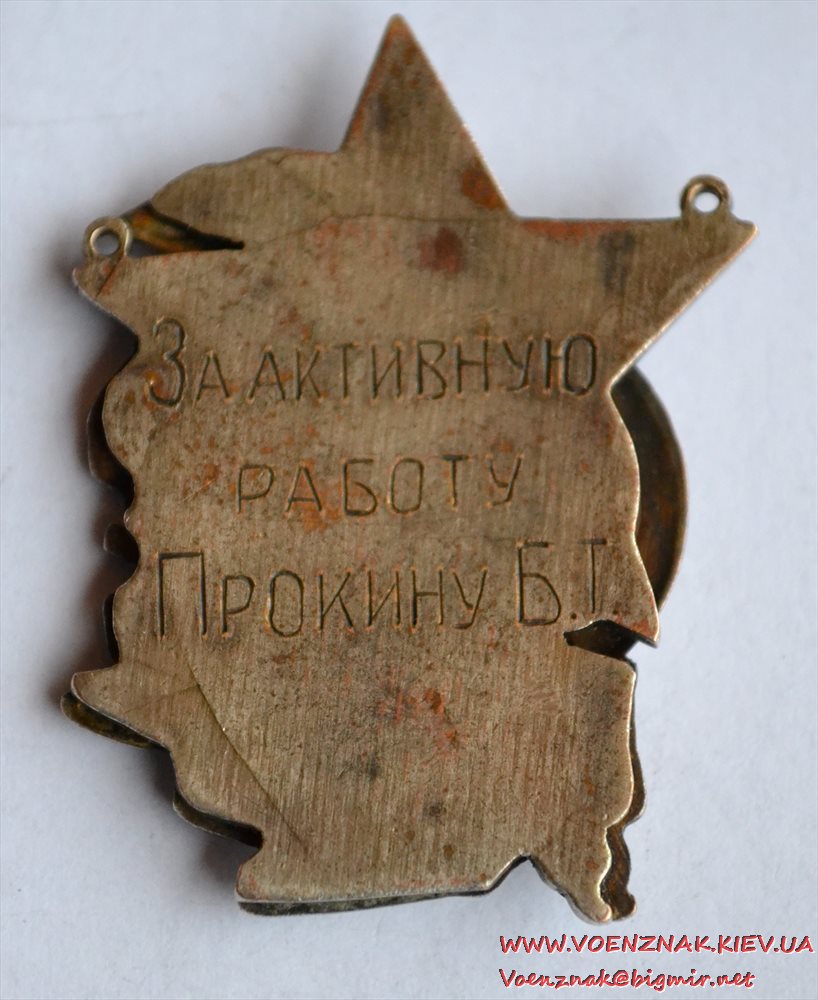 За активную
работу
Прокину Б.Г.
WWW.VOENZNAK.KIEV.UA
Voenznak@bigmir.net